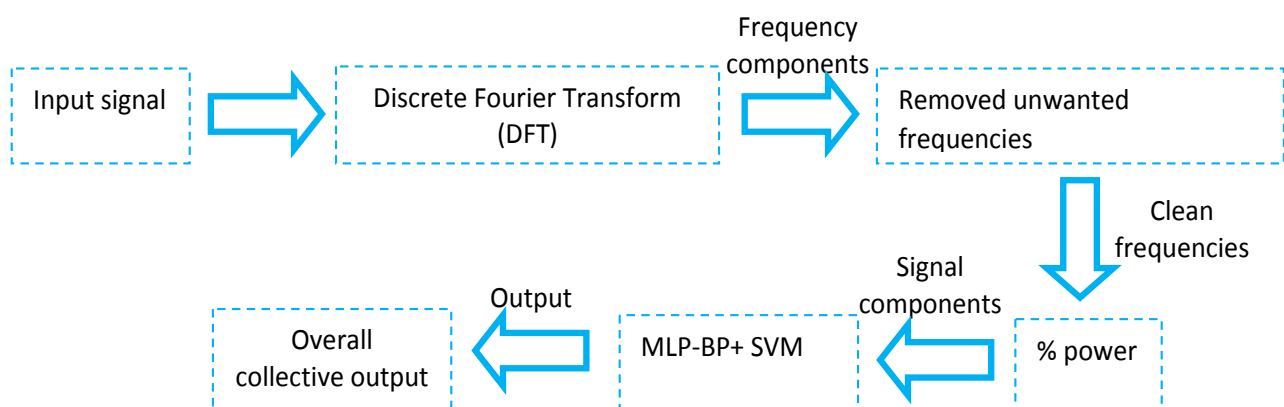 Input signal
Discrete Fourier Transform
(DFT)
Frequency
components
Removed unwanted
frequencies
Clean
frequencies
% power
Signal
components
MLP-BP+ SVM
Output
Overall
collective output